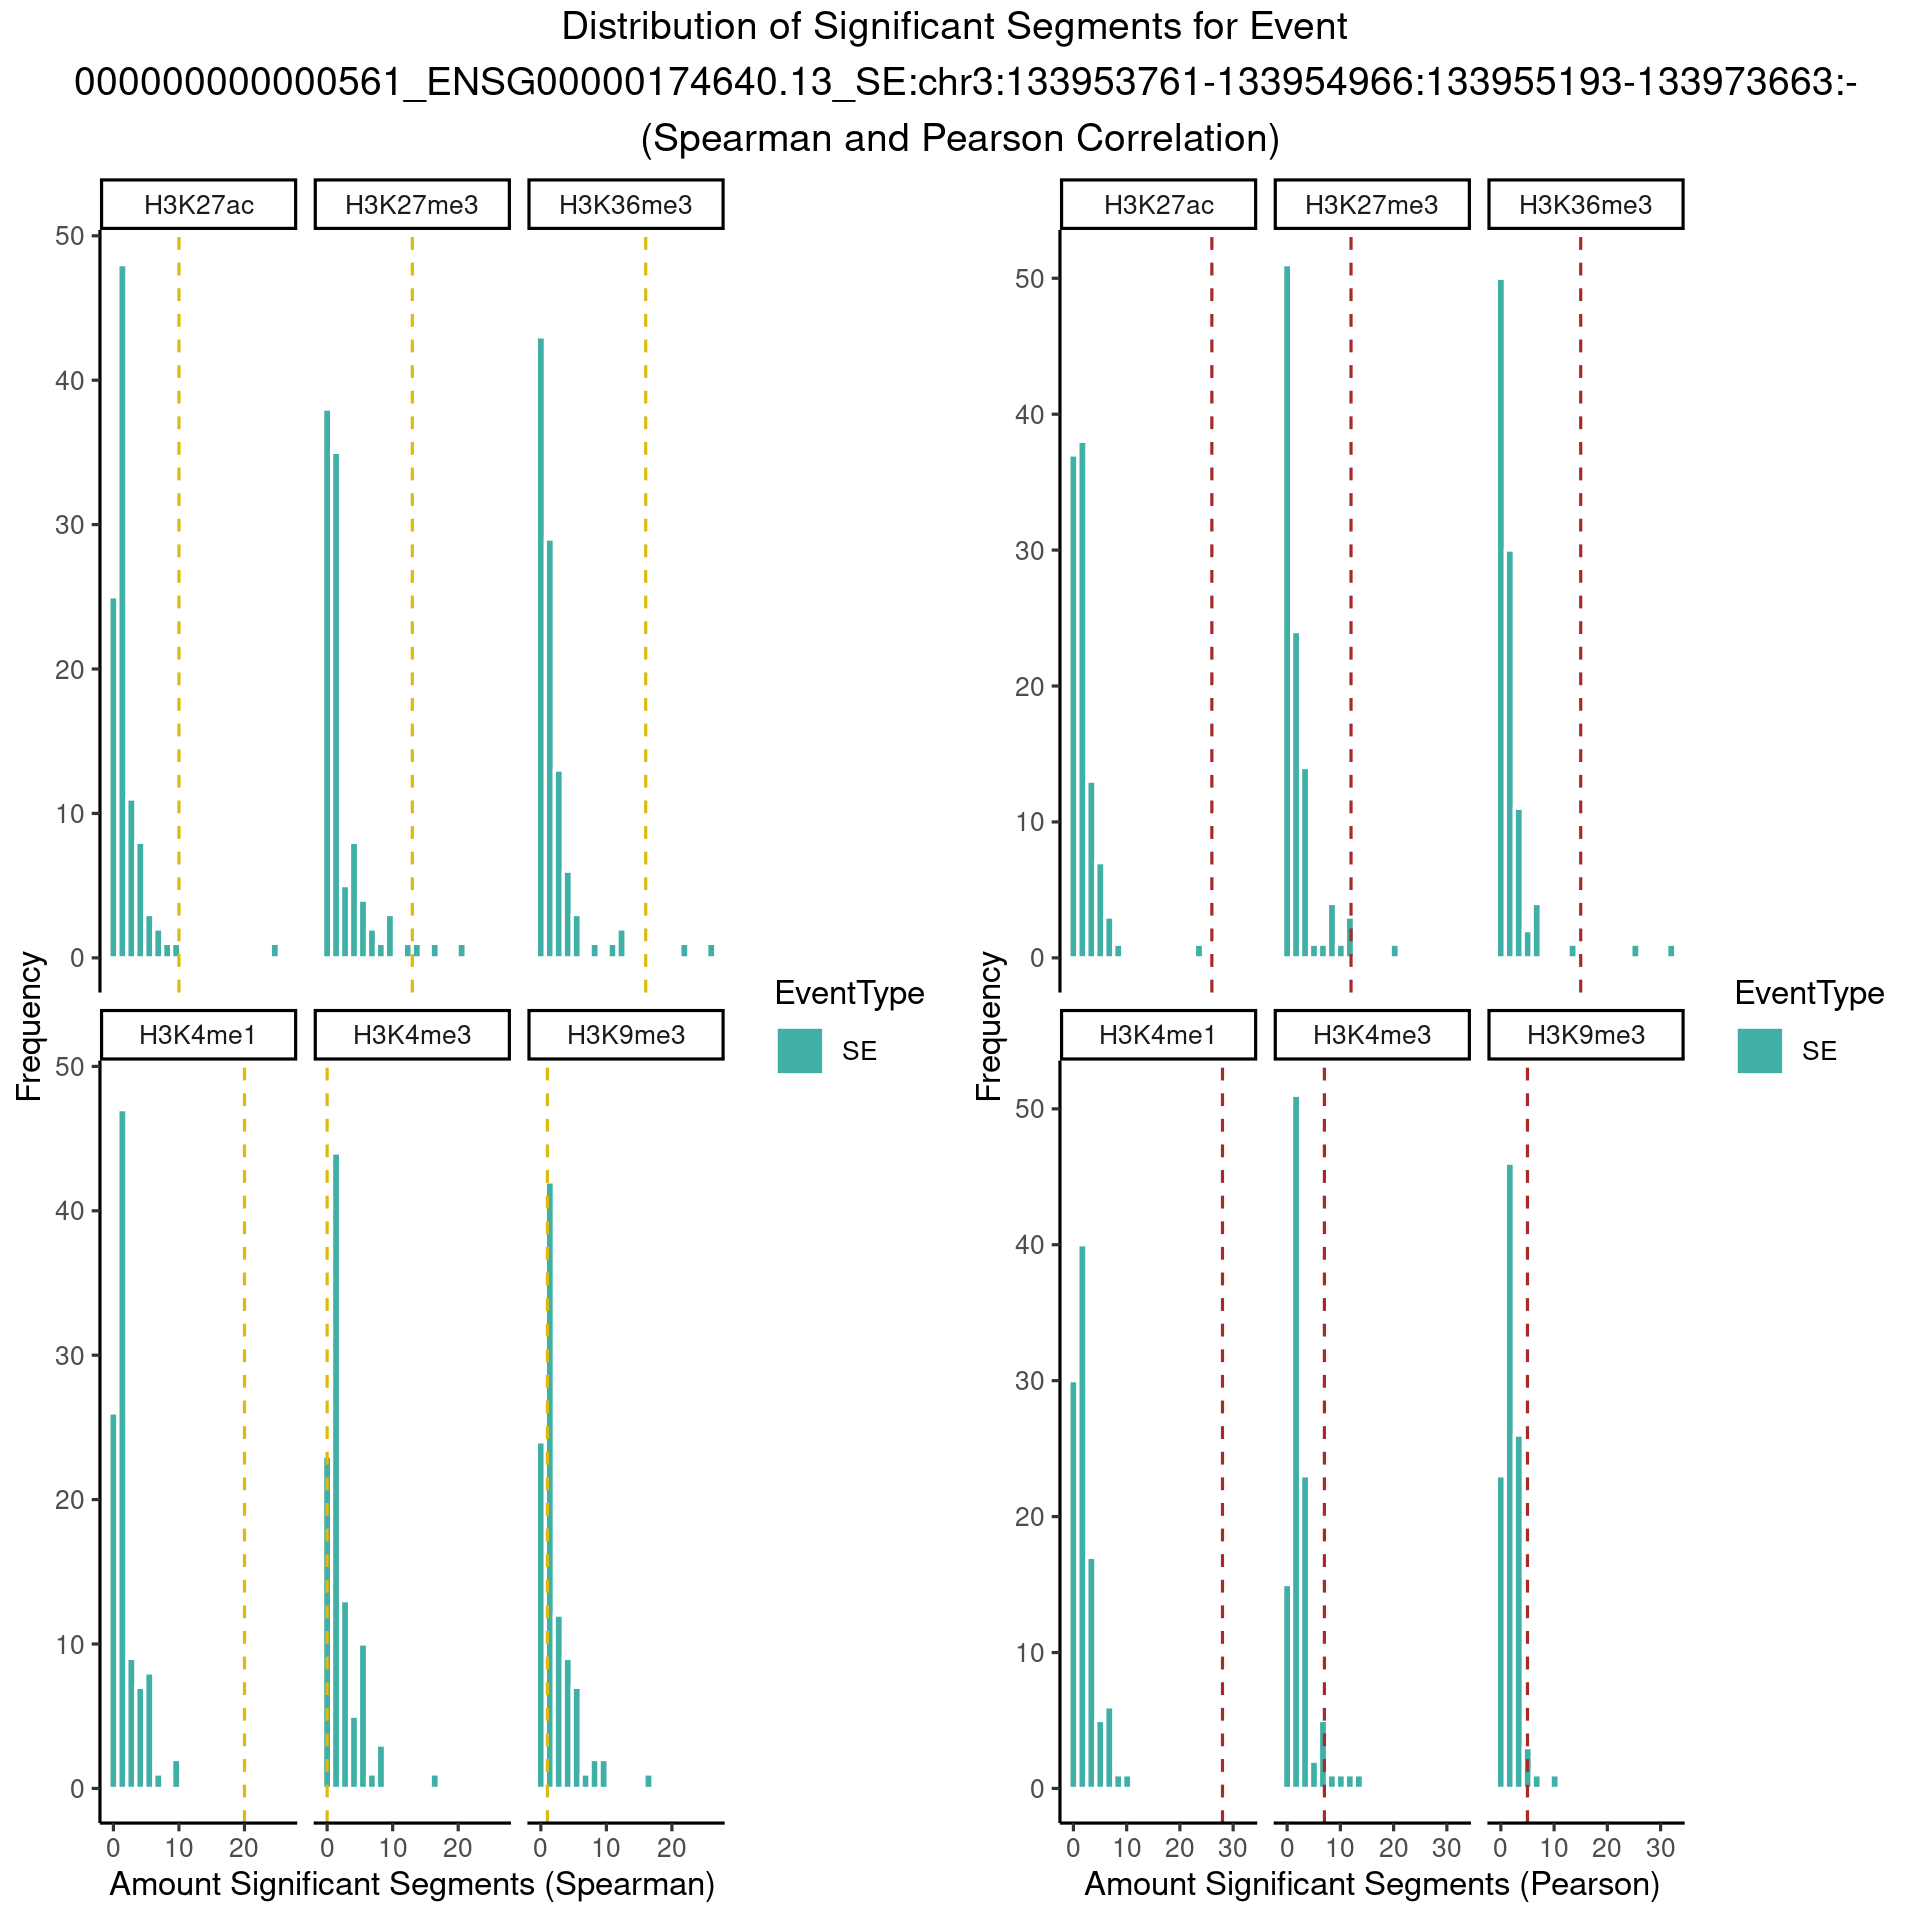 Distribution of Significant Segments for Event
000000000000561_ENSG00000174640.13_SE:chr3:133953761-133954966:133955193-133973663:-
(Spearman and Pearson Correlation)
H3K27ac H3K27me3 H3K36me3
50
40
30
20
10
0
H3K4me1 H3K4me3 H3K9me3
50
40
30
20
10
0
0 10 20 0 10 20 0 10 20
Amount Significant Segments (Spearman)
Frequency
EventType
SE
H3K27ac H3K27me3 H3K36me3
50
40
30
20
10
0
H3K4me1 H3K4me3 H3K9me3
50
40
30
20
10
0
0 10 20 30 0 10 20 30 0 10 20 30
Amount Significant Segments (Pearson)
Frequency
EventType
SE